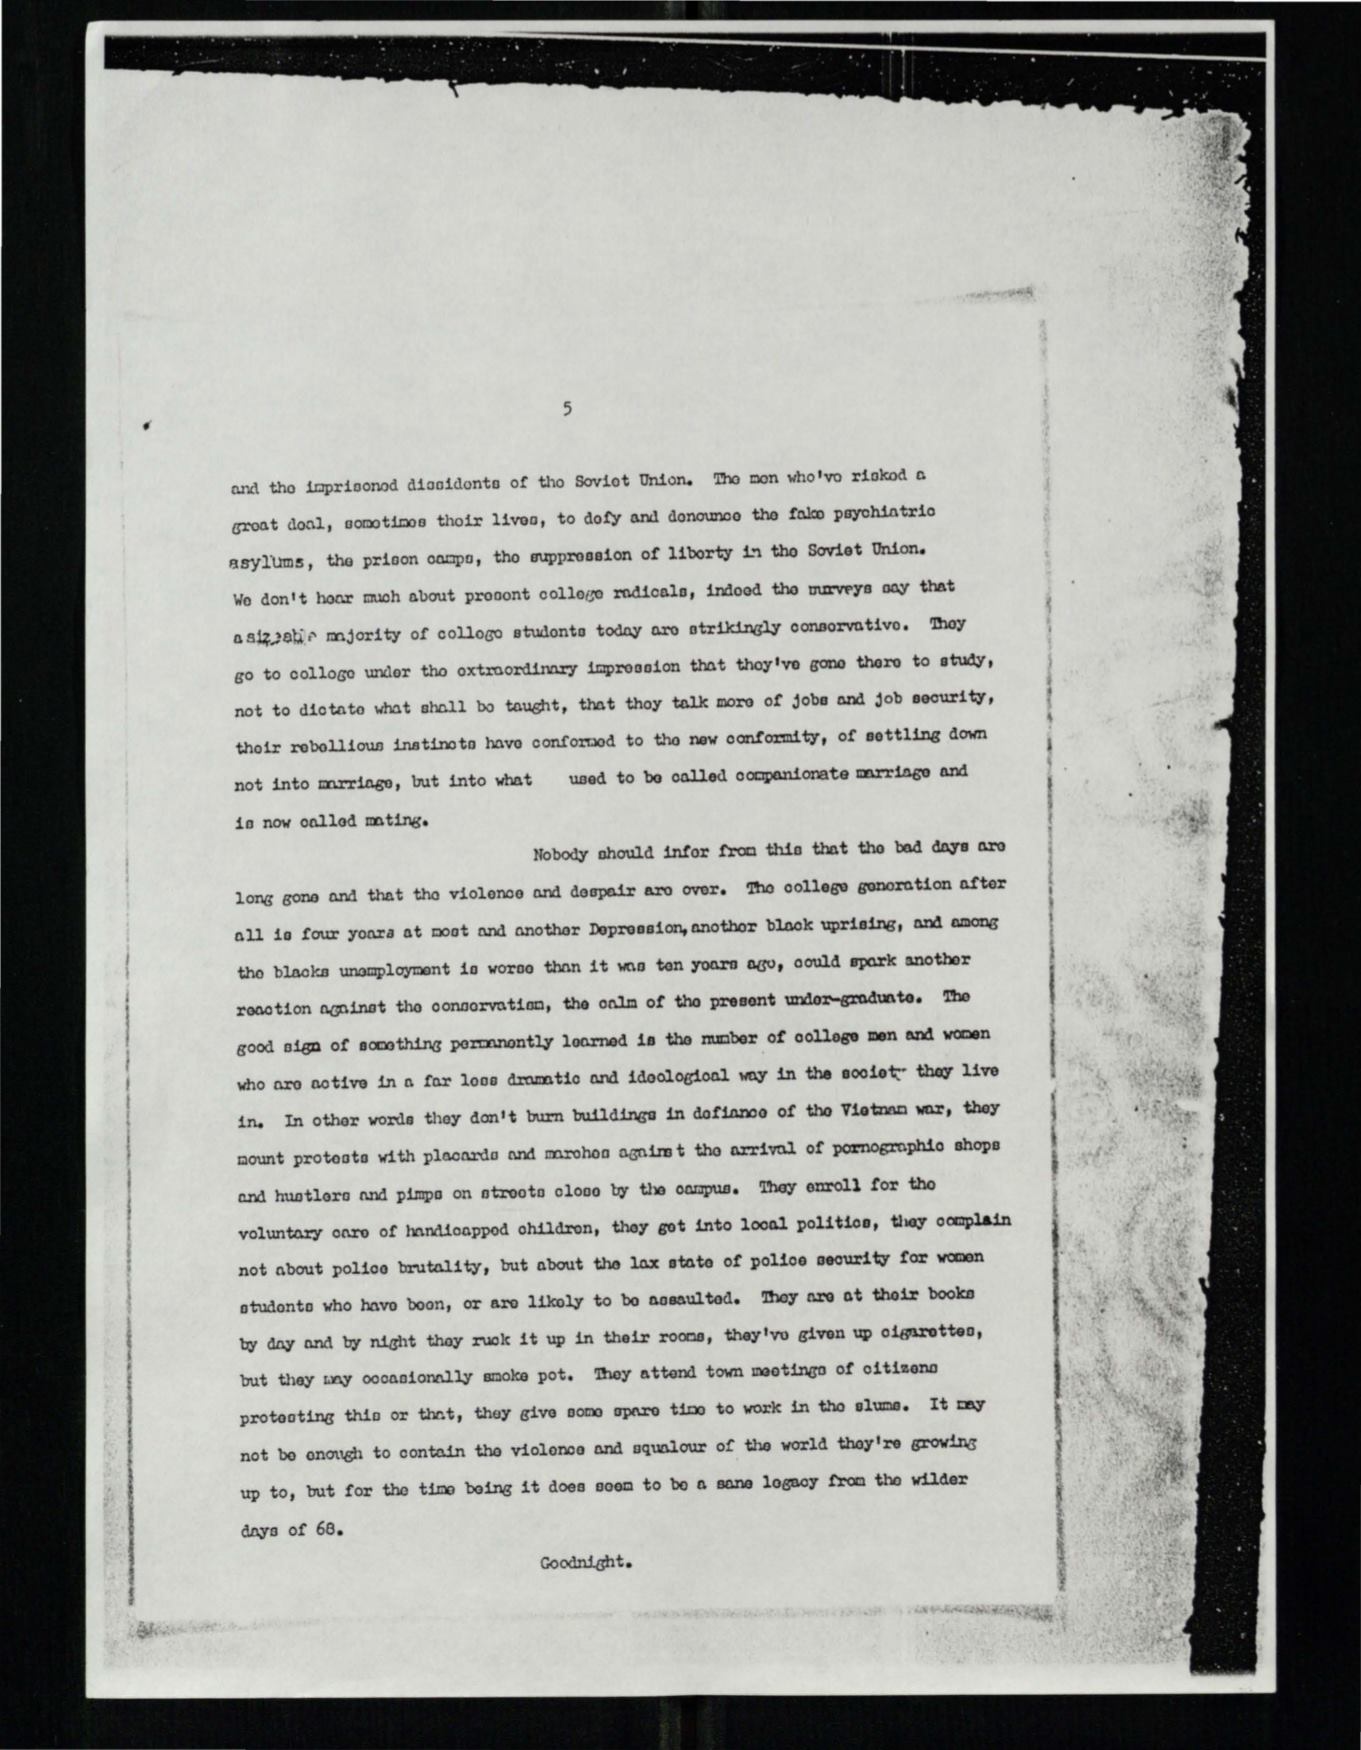 5
and the imprisoned dissidents of the Soviet Union. The men who've risked a
great deal, sometimes their lives, to defy and denounce the fake psychiatric
asylums, the prison camps, the suppression of liberty in the Soviet Union.
We don't hear much about present college radicals, indeed the surveys say that
a sizeable majority of college students today are strikingly conservative. They
go to college under the extraordinary impression that they've gone there to study,
not to dictate what shall be taught, that they talk more of jobs and job security,
their rebellious instincts have conformed to the new conformity, of settling down
not into marriage, but into what used to be called companionate marriage and
is now called mating.
Nobody should infer from this that the bad days are
long gone and that the violence and despair are over. The college generation after
all is four years at most and another Depression, another black uprising, and among
the blacks unemployment is worse than it was ten years ago, could spark another
reaction against the conservatism, the calm of the present under-graduate. The
good sign of something permanently learned is the number of college men and women
who are active in a far less dramatic and ideological way in the society they live
in. In other words they don't burn buildings in defiance of the Vietnam war, they
mount protests with placards and marches against the arrival of pornographic shops
and hustlers and pimps on streets close by the campus. They enroll for the
voluntary care of handicapped children, they get into local politics, they complain
not about police brutality, but about the lax state of police security for women
students who have been, or are likely to be assaulted. They are at their books
by day and by night they ruck it up in their rooms, they've given up cigarettes,
but they may occasionally smoke pot. They attend town meetings of citizens
protesting this or that, they give some spare time to work in the slums. It may
not be enough to contain the violence and squalour of the world they're growing
up to, but for the time being it does seem to be a sane legacy from the wilder
days of 68.
Goodnight.